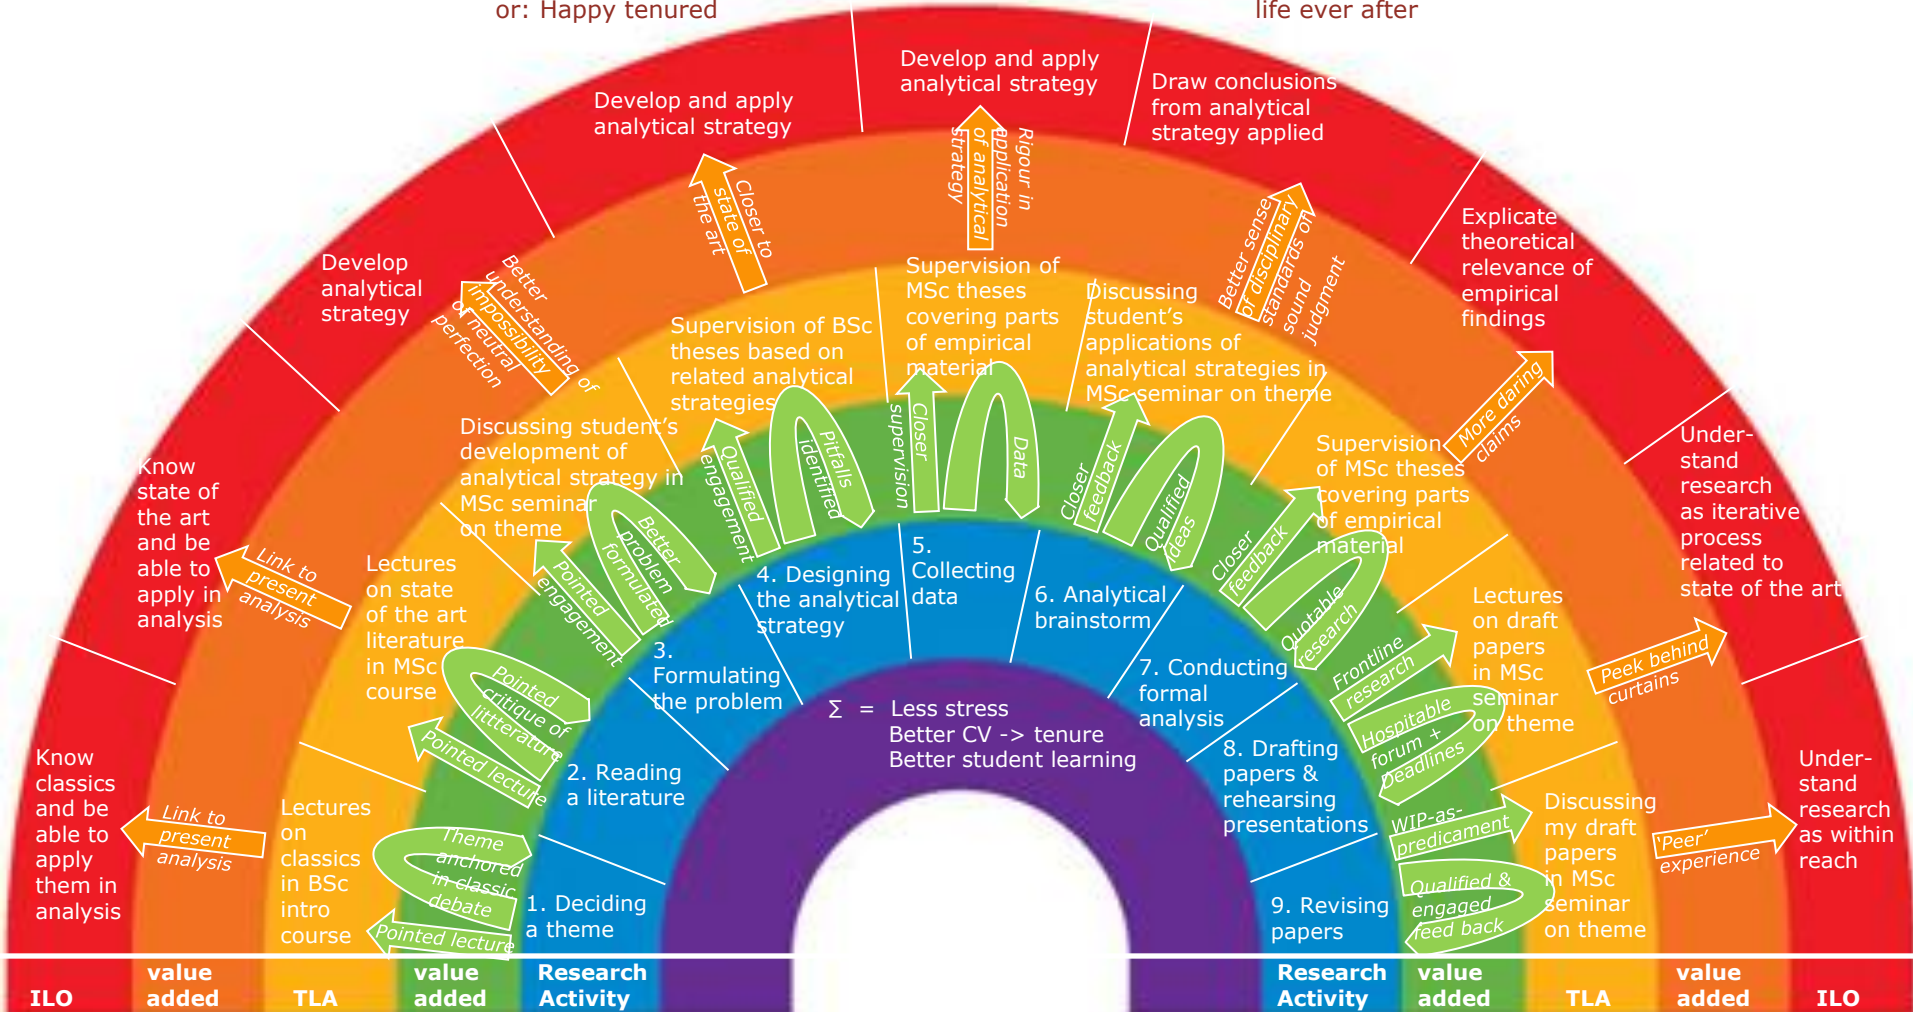 or: Happy tenured
life ever after
Know
classics
and be
able to
apply
them in
analysis
Link to
present
analysis
Lectures
on
classics
in BSc
intro
course
Pointed lecture
Theme
anchored
in classic
debate
1. Deciding
a theme
Know
state of
the art
and be
able to
apply in
analysis
Link to
present
analysis
Lectures
on state
of the art
literature
in MSc
course
Pointed lecture
Pointed
critique of
littterature
2. Reading
a literature
Develop
analytical
strategy
Better
understanding of
impossibility
of neutral
perfection
Discussing student’s
development of
analytical strategy in
MSc seminar
on theme
Pointed
engagement
Better
problem
formulated
3.
Formulating
the problem
Develop and apply
analytical strategy
Closer to
state of
the art
Supervision of BSc
theses based on
related analytical
strategies
Qualified
engagement
Pitfalls
identified
4. Designing
the analytical
strategy
Develop and apply
analytical strategy
Rigour in
application
of analytical
strategy
Supervision of
MSc theses
covering parts
of empirical
material
Closer
supervision
Data
5.
Collecting
data
Draw conclusions
from analytical
strategy applied
Better sense
of disciplinary
standards of
sound
judgment
Discussing
student’s
applications of
analytical strategies in
MSc seminar on theme
Closer
feedback
Qualified
ideas
6. Analytical
brainstorm
Explicate
theoretical
relevance of
empirical
findings
More daring
claims
Supervision
of MSc theses
covering parts
of empirical
material
Closer
feedback
Quotable
research
7. Conducting
formal
analysis
Under-
stand
research
as iterative
process
related to
state of the art
Peek behind
curtains
Lectures
on draft
papers
in MSc
seminar
on theme
Frontline
research
Hospitable
forum +
Deadlines
8. Drafting
papers &
rehearsing
presentations
Under-
stand
research
as within
reach
‘Peer’
experience
Discussing
my draft
papers
in MSc
seminar
on theme
WIP-as-
predicament
Qualified &
engaged
feed back
9. Revising
papers
Σ = Less stress
Better CV -> tenure
Better student learning
ILO
value
added
TLA
value
added
Research
Activity
Research
Activity
value
added
TLA
value
added
ILO